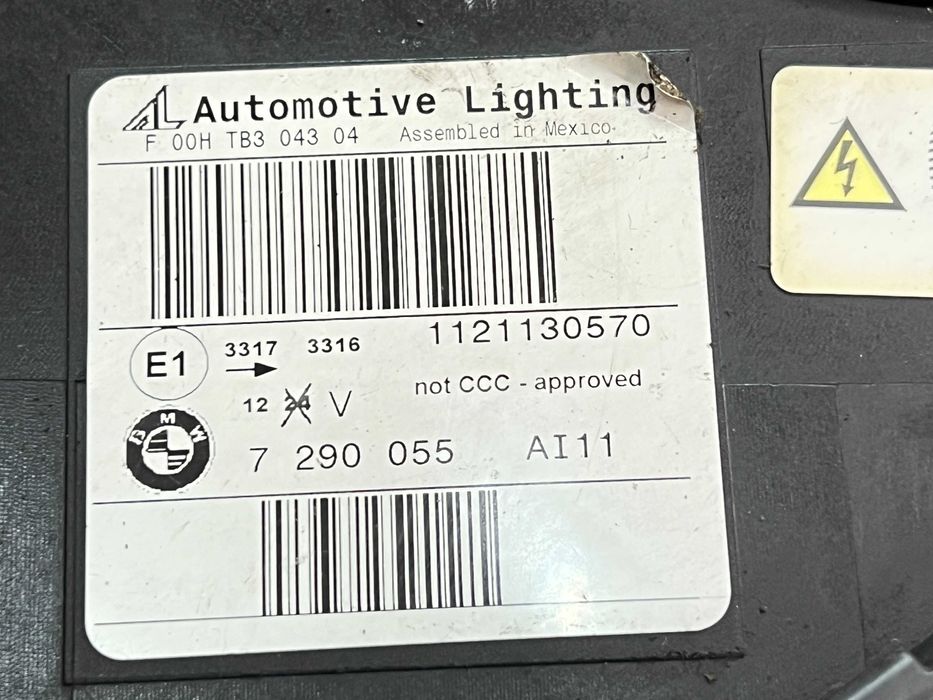 AL Automotive Lighting
F 00H TB3 043 04 Assembled in Mexico
E1 3317 3316 1121130570
not CCC - approved
12 24 V
BMW 7 290 055 AI11